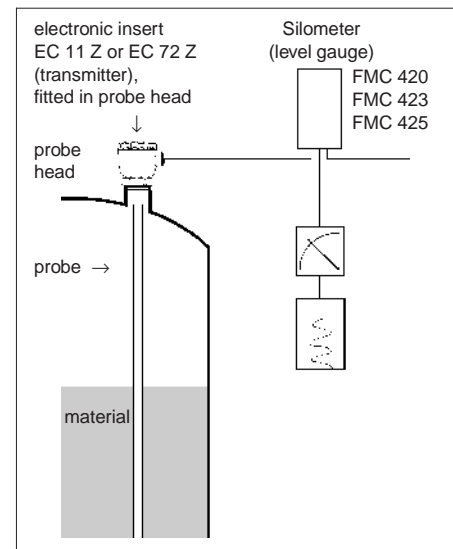 electronic insert
EC 11 Z or EC 72 Z
(transmitter),
fitted in probe head
↓
Silometer
(level gauge)
FMC 420
FMC 423
FMC 425
probe
head
probe →
material